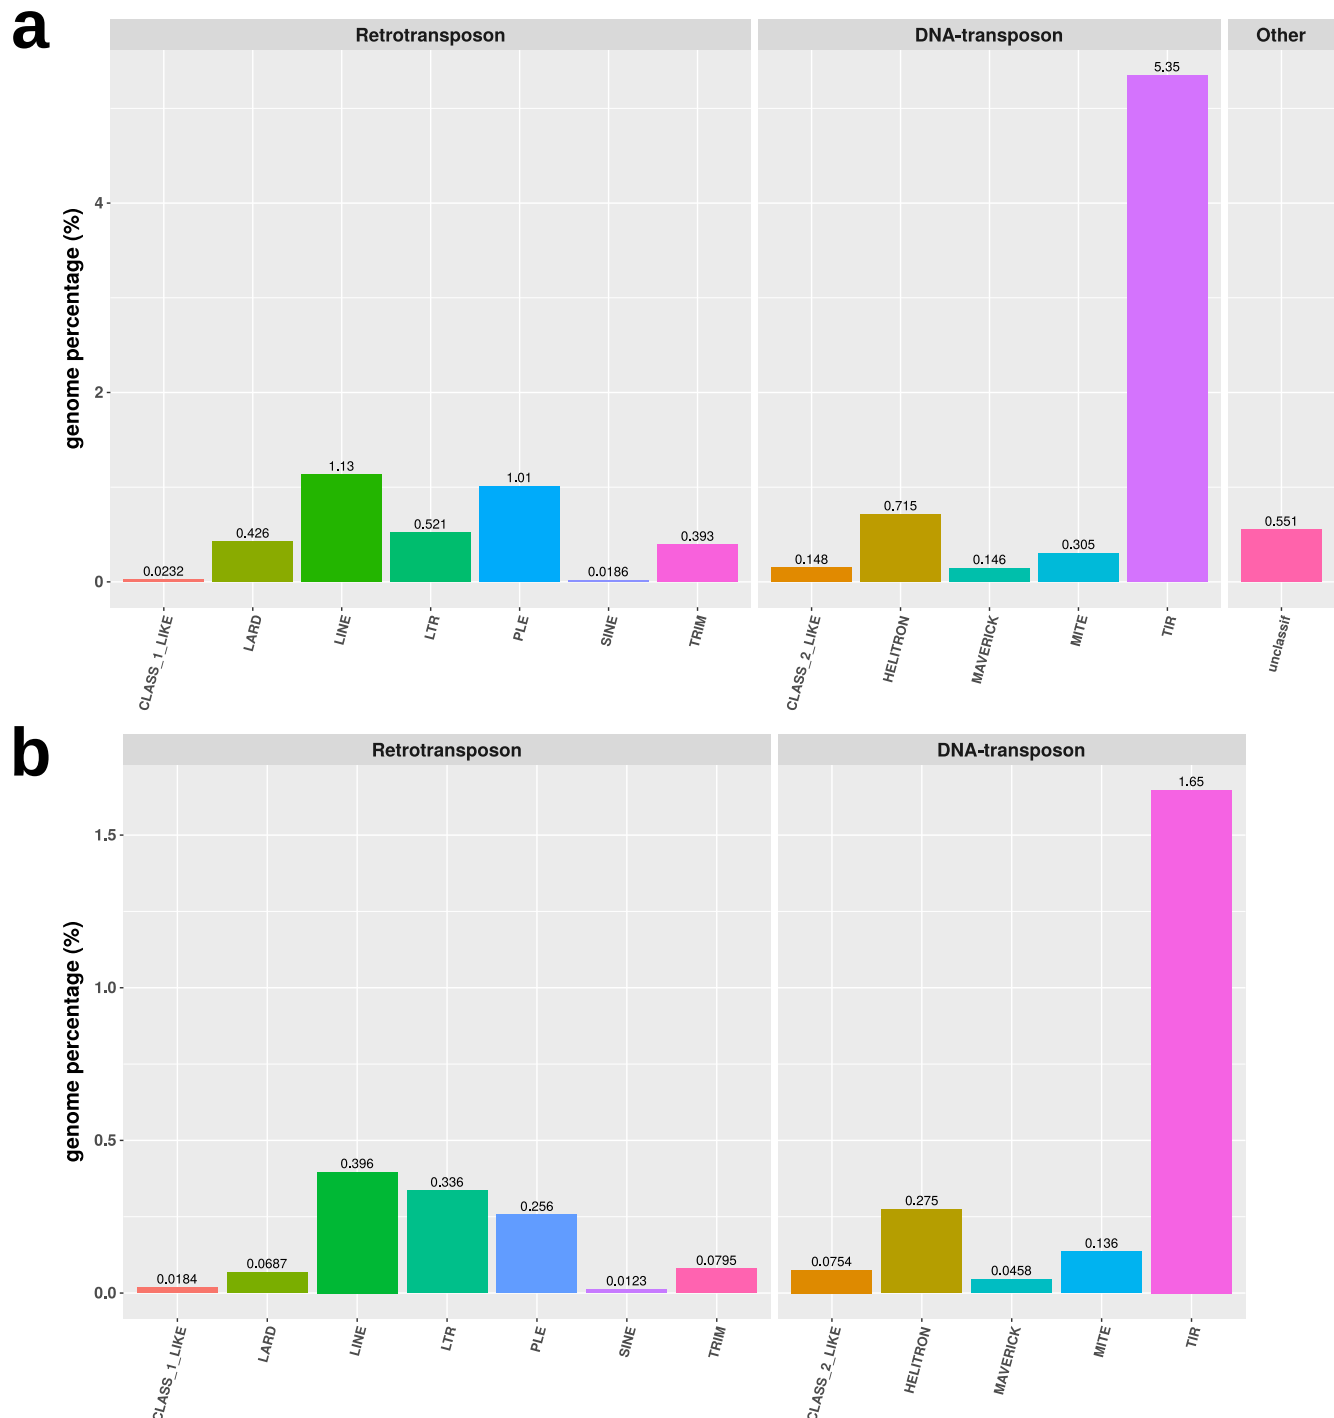 a
Retrotransposon
DNA-transposon
Other
genome percentage (%)
4
2
0
0.0232
0.426
1.13
0.521
1.01
0.0186
0.393
0.148
0.715
0.146
0.305
5.35
0.551
CLASS_1_LIKE
LARD
LINE
LTR
PLE
SINE
TRIM
CLASS_2_LIKE
HELITRON
MAVERICK
MITE
TIR
unclassif
b
Retrotransposon
DNA-transposon
genome percentage (%)
1.5
1.0
0.5
0.0
0.0184
0.0687
0.396
0.336
0.256
0.0123
0.0795
0.0754
0.275
0.0458
0.136
1.65
CLASS_1_LIKE
LARD
LINE
LTR
PLE
SINE
TRIM
CLASS_2_LIKE
HELITRON
MAVERICK
MITE
TIR